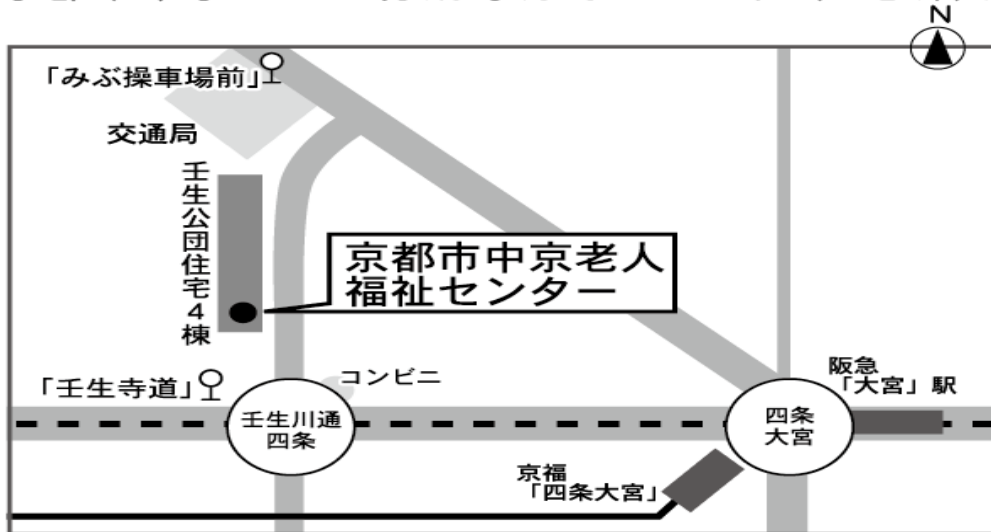 N
「みぶ操車場前」
交通局
壬生公団住宅4棟
京都市中京老人
福祉センター
「壬生寺道」
コンビニ
壬生川通
四条
四条
大宮
阪急
「大宮」駅
京福
「四条大宮」